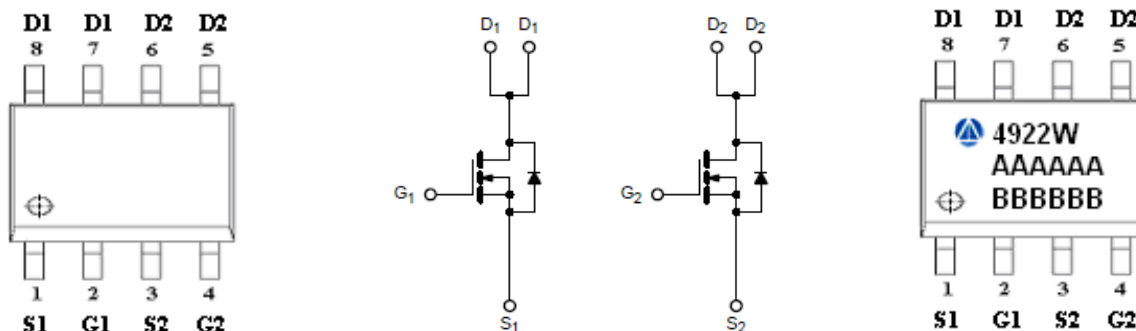 D1 D1 D2 D2
8 7 6 5
1 2 3 4
S1 G1 S2 G2
D1 D1
G1
S1
D2 D2
G2
S2
D1 D1 D2 D2
8 7 6 5
4922W
AAAAAA
BBBBBB
1 2 3 4
S1 G1 S2 G2